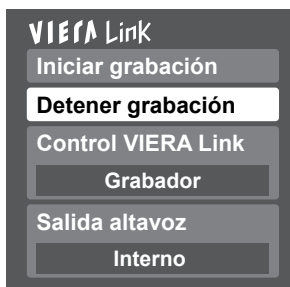 VIERA Link
Iniciar grabación
Detener grabación
Control VIERA Link
Grabador
Salida altavoz
Interno